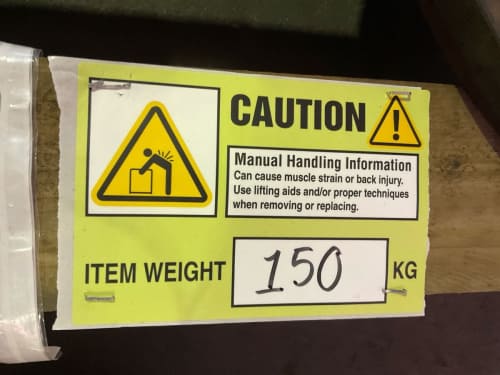 CAUTION
Manual Handling Information
Can cause muscle strain or back injury.
Use lifting aids and/or proper techniques
when removing or replacing.
ITEM WEIGHT 150 KG